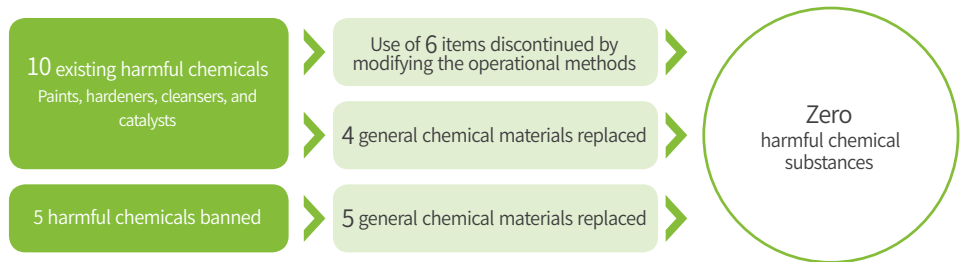 10 existing harmful chemicals
Paints, hardeners, cleansers, and
catalysts
Use of 6 items discontinued by
modifying the operational methods
4 general chemical materials replaced
5 harmful chemicals banned
5 general chemical materials replaced
Zero
harmful chemical
substances